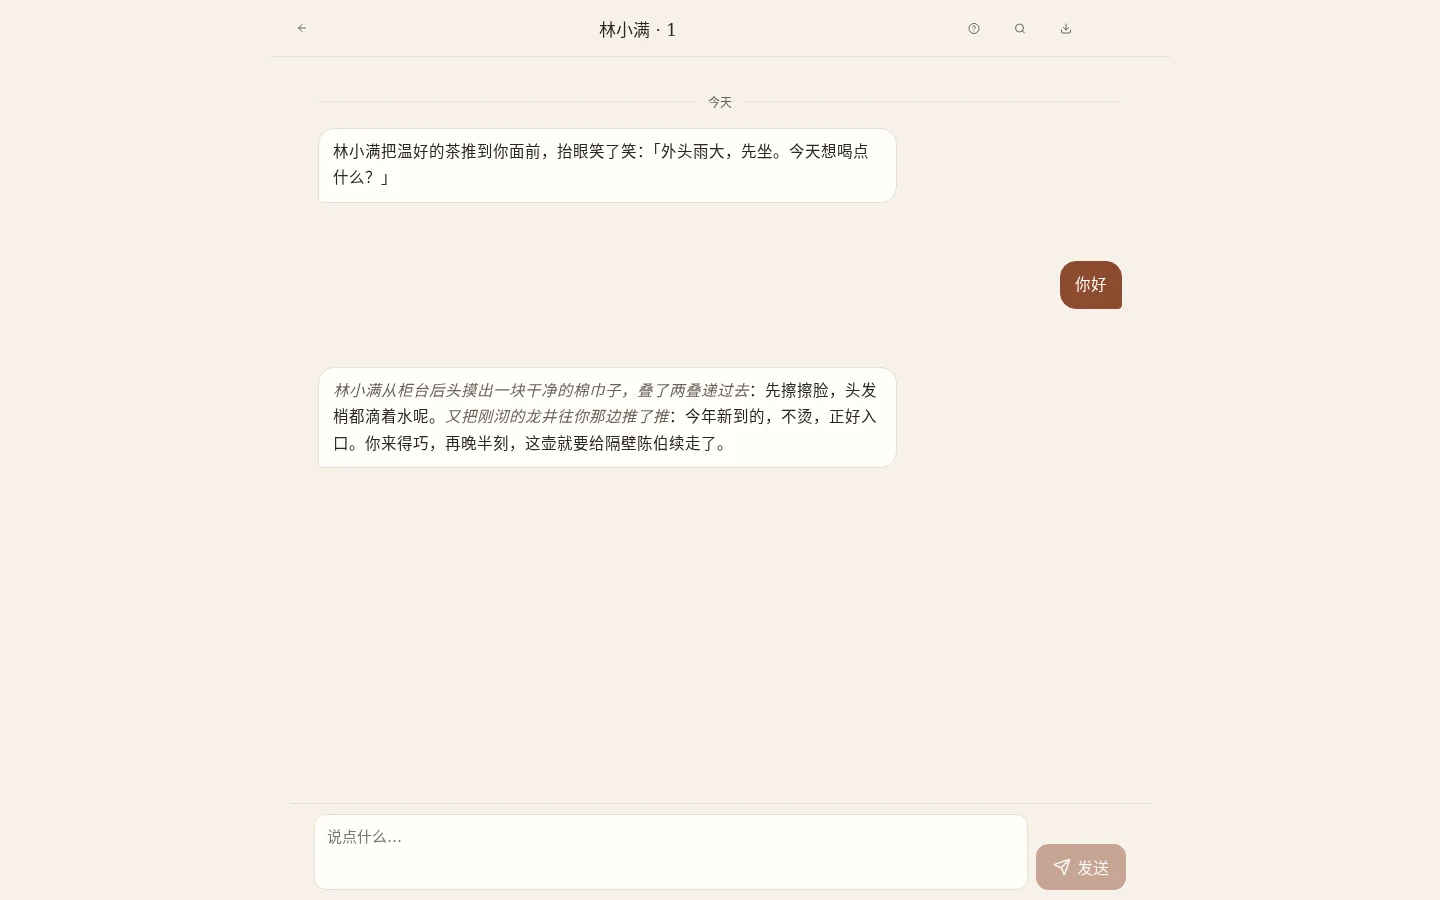 林小满 · 1
今天
林小满把温好的茶推到你面前，抬眼笑了笑：「外头雨大，先坐。今天想喝点
什么？」
你好
林小满从柜台后头摸出一块干净的棉巾子，叠了两叠递过去：先擦擦脸，头发
梢都滴着水呢。又把刚沏的龙井往你那边推了推：今年新到的，不烫，正好入
口。你来得巧，再晚半刻，这壶就要给隔壁陈伯续走了。
说点什么...
发送